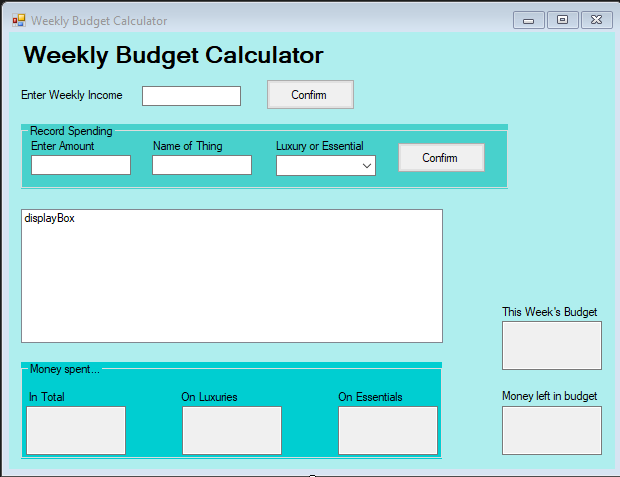 Weekly Budget Calculator
Weekly Budget Calculator
Enter Weekly Income
Confirm
Record Spending
Enter Amount
Name of Thing
Luxury or Essential
Confirm
displayBox
This Week's Budget
Money spent...
In Total
On Luxuries
On Essentials
Money left in budget